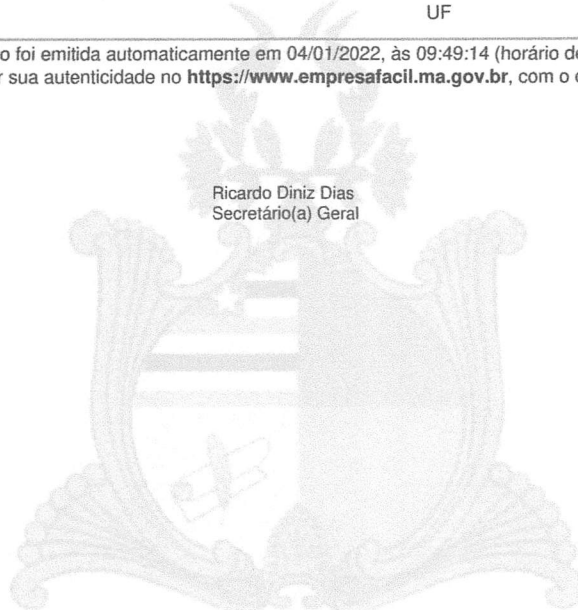 UF
o foi emitida automaticamente em 04/01/2022, às 09:49:14 (horário de
r sua autenticidade no https://www.empresafacil.ma.gov.br, com o
Ricardo Diniz Dias
Secretário(a) Geral